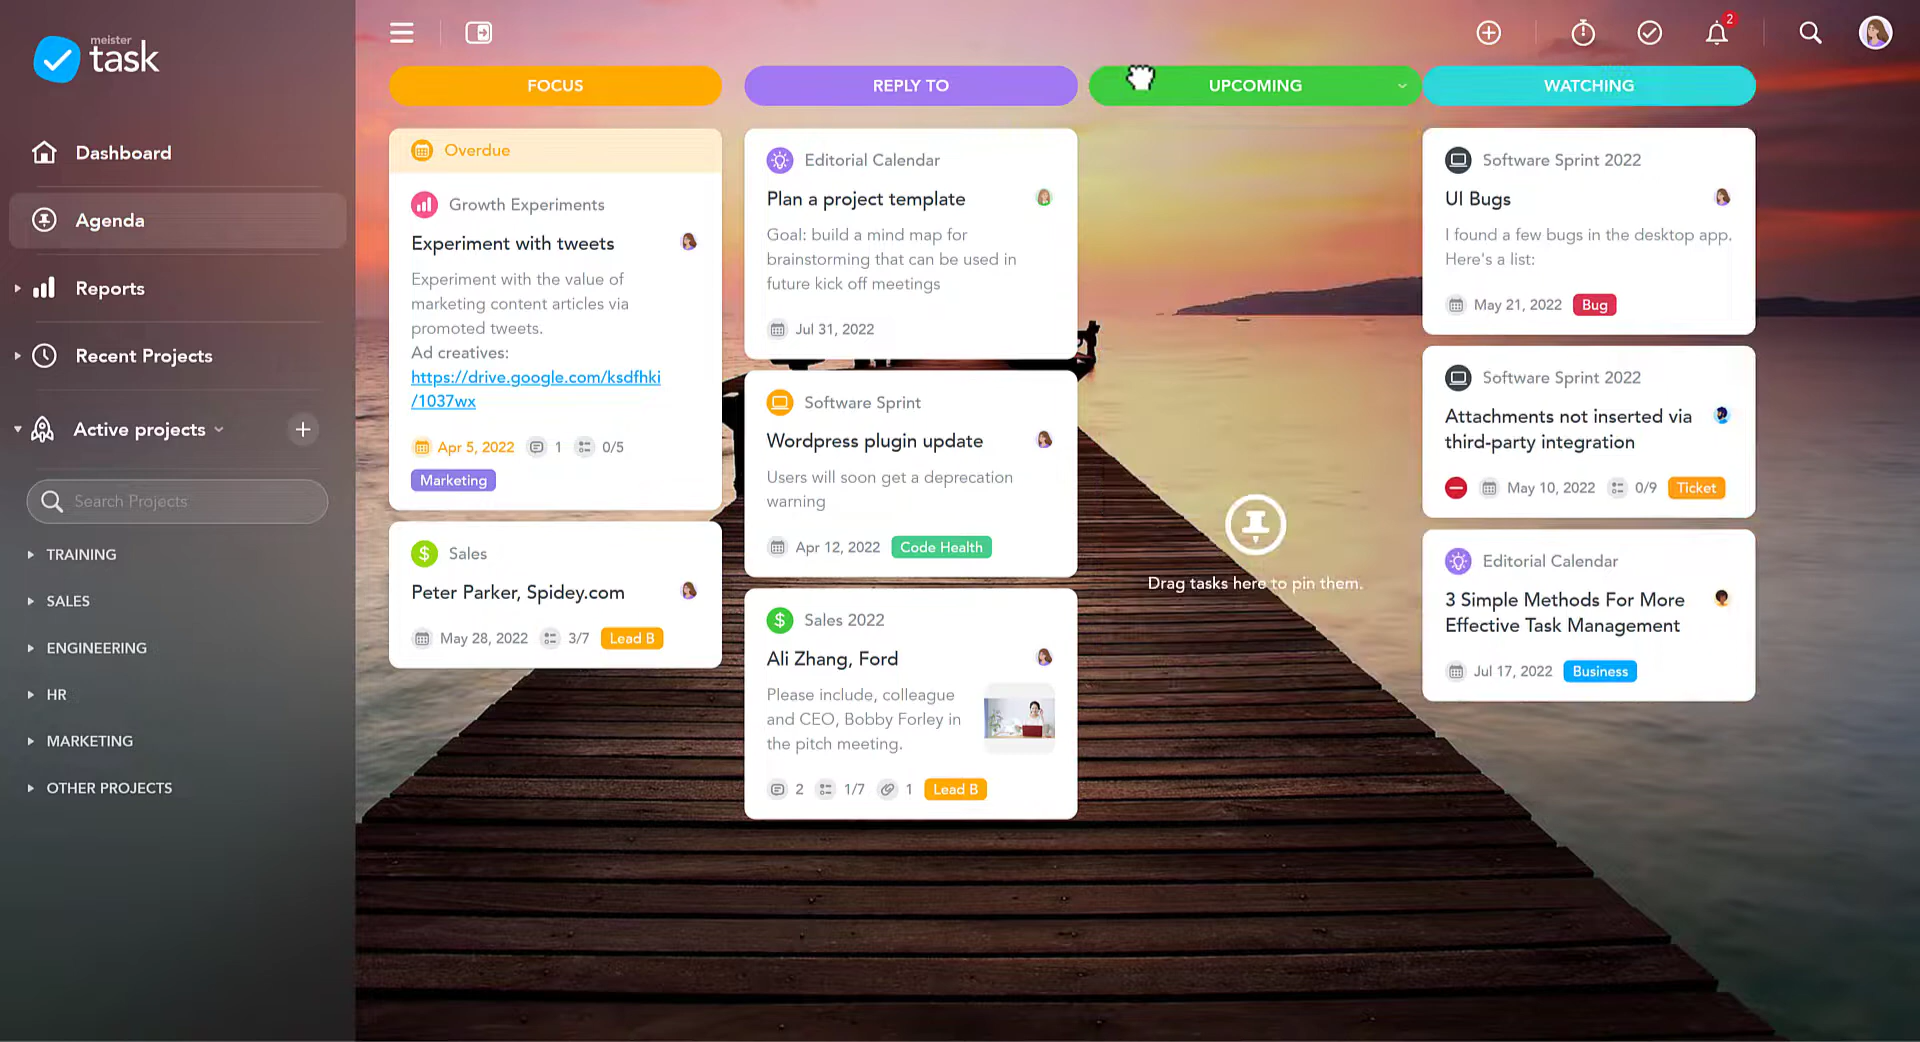 meister
task
Dashboard
Agenda
Reports
Recent Projects
Active projects
Search Projects
TRAINING
SALES
ENGINEERING
HR
MARKETING
OTHER PROJECTS
2
FOCUS
Overdue
Growth Experiments
Experiment with tweets
Experiment with the value of
marketing content articles via
promoted tweets.
Ad creatives:
https://drive.google.com/ksdfhki
/1037wx
Apr 5, 2022 1 0/5
Marketing
Sales
Peter Parker, Spidey.com
May 28, 2022 3/7 Lead B
REPLY TO
Editorial Calendar
Plan a project template
Goal: build a mind map for
brainstorming that can be used in
future kick off meetings
Jul 31, 2022
Software Sprint
Wordpress plugin update
Users will soon get a deprecation
warning
Apr 12, 2022 Code Health
Sales 2022
Ali Zhang, Ford
Please include, colleague
and CEO, Bobby Forley in
the pitch meeting.
2 1/7 1 Lead B
UPCOMING
Drag tasks here to pin them.
WATCHING
Software Sprint 2022
UI Bugs
I found a few bugs in the desktop app.
Here's a list:
May 21, 2022 Bug
Software Sprint 2022
Attachments not inserted via
third-party integration
May 10, 2022 0/9 Ticket
Editorial Calendar
3 Simple Methods For More
Effective Task Management
Jul 17, 2022 Business